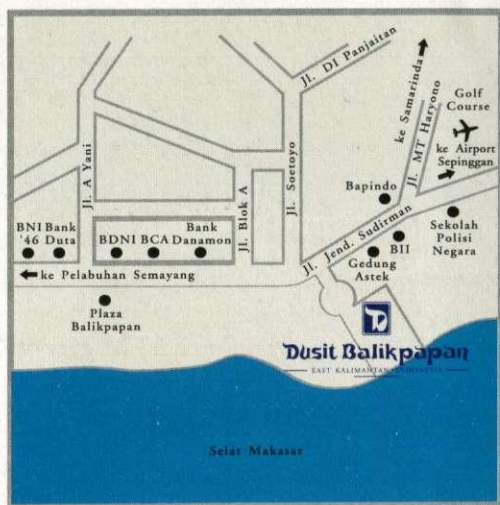 Jl. DI Panjaitan
ke Samarinda
Golf
Course
Jl. MT Haryono
ke Airport
Sepinggan
Jl. A Yani
Jl. Soetoyo
Jl. Blok A
Bapindo
Jl. Jend. Sudirman
Sekolah
Polisi
Negara
BII
Gedung
Astek
BNI Bank
'46 Duta
BDNI BCA
Bank
Danamon
ke Pelabuhan Semayang
Plaza
Balikpapan
D
Dusit Balikpapan
EAST KALIMANTAN-INDONESIA
Selat Makasar